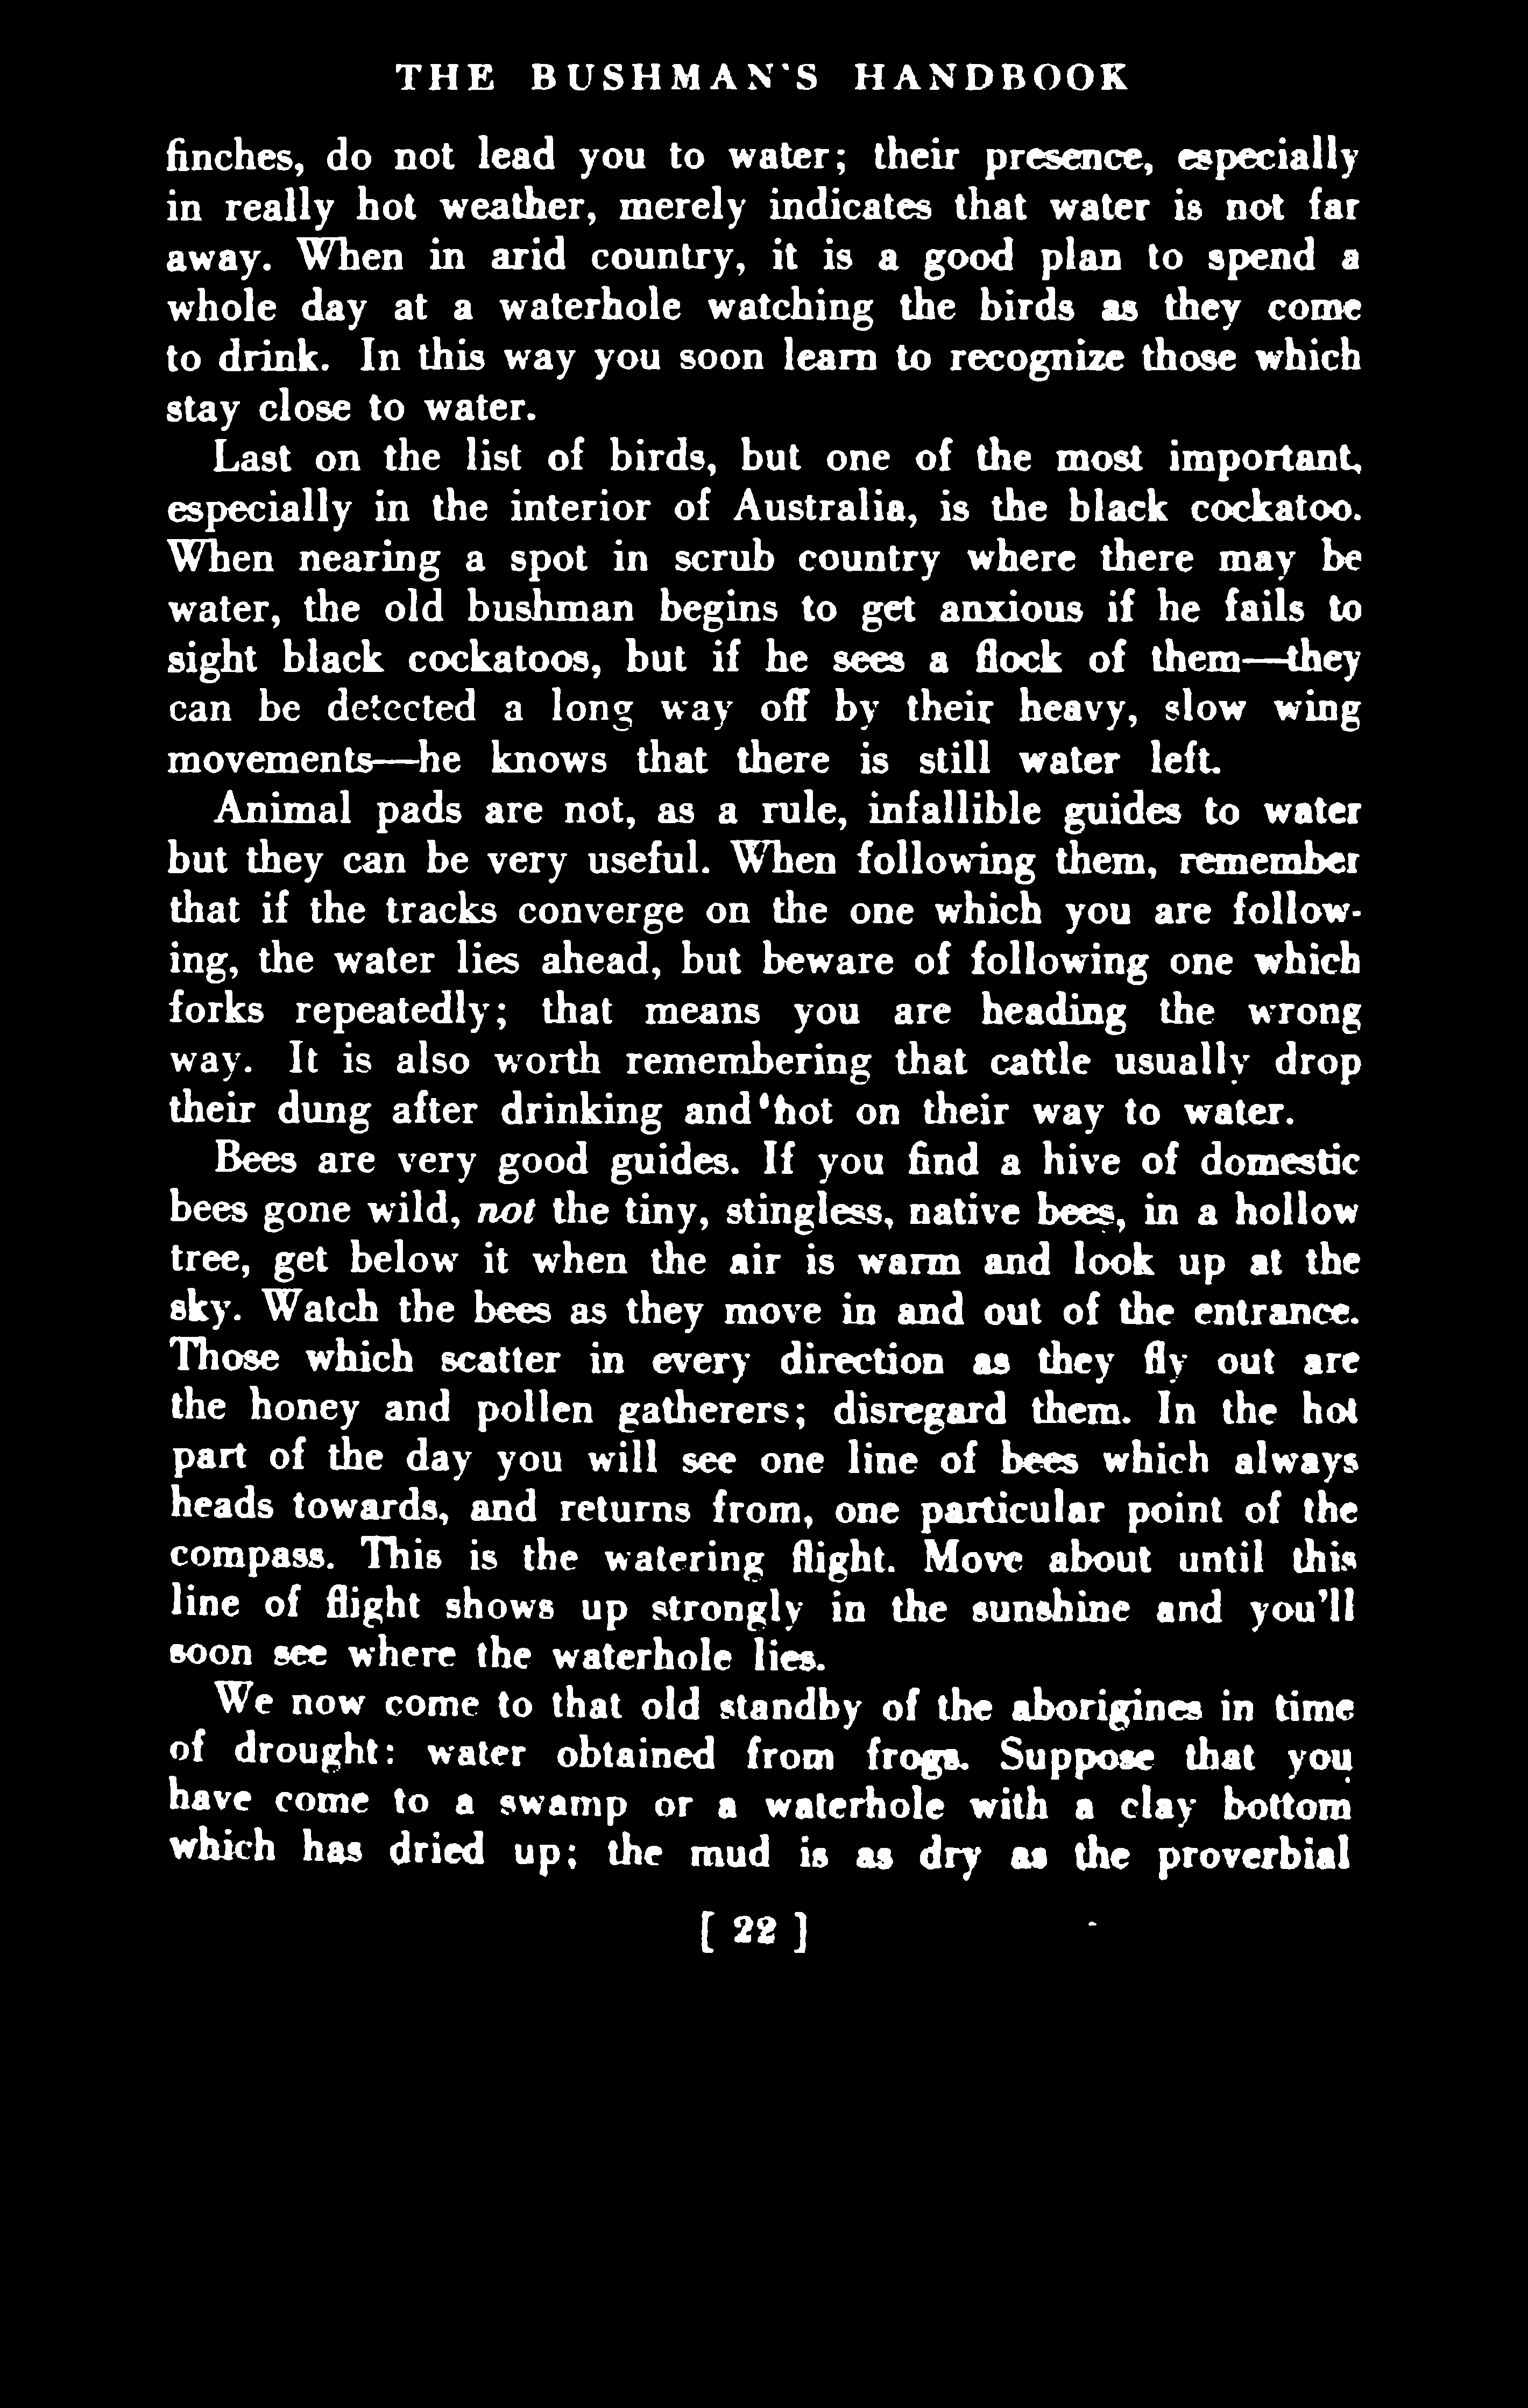 THE BUSHMAN'S HANDBOOK
finches, do not lead you to water; their presence, especially
in really hot weather, merely indicates that water is not far
away. When in arid country, it is a good plan to spend a
whole day at a waterhole watching the birds as they come
to drink. In this way you soon learn to recognize those which
stay close to water.
Last on the list of birds, but one of the most important,
especially in the interior of Australia, is the black cockatoo.
When nearing a spot in scrub country where there may be
water, the old bushman begins to get anxious if he fails to
sight black cockatoos, but if he sees a flock of them—they
can be detected a long way off by their heavy, slow wing
movements—he knows that there is still water left.
Animal pads are not, as a rule, infallible guides to water
but they can be very useful. When following them, remember
that if the tracks converge on the one which you are follow-
ing, the water lies ahead, but beware of following one which
forks repeatedly; that means you are heading the wrong
way. It is also worth remembering that cattle usually drop
their dung after drinking and not on their way to water.
Bees are very good guides. If you find a hive of domestic
bees gone wild, not the tiny, stingless, native bees, in a hollow
tree, get below it when the air is warm and look up at the
sky. Watch the bees as they move in and out of the entrance.
Those which scatter in every direction as they fly out are
the honey and pollen gatherers; disregard them. In the hot
part of the day you will see one line of bees which always
heads towards, and returns from, one particular point of the
compass. This is the watering flight. Move about until this
line of flight shows up strongly in the sunshine and you'll
soon see where the waterhole lies.
We now come to that old standby of the aborigines in time
of drought: water obtained from frogs. Suppose that you
have come to a swamp or a waterhole with a clay bottom
which has dried up; the mud is as dry as the proverbial
[ 22 ]